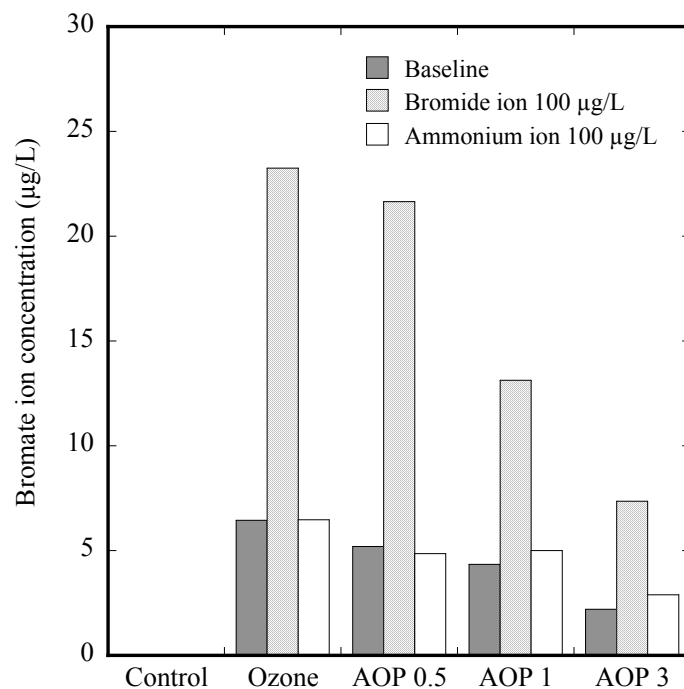 30
25
20
15
10
5
0
Bromate ion concentration (µg/L)
Baseline
Bromide ion 100 µg/L
Ammonium ion 100 µg/L
Control Ozone AOP 0.5 AOP 1 AOP 3